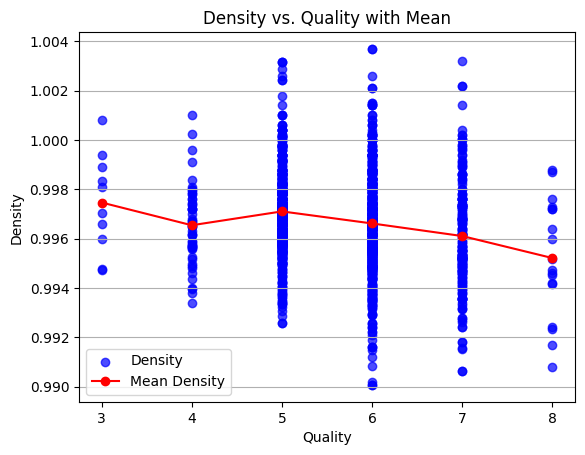 Density vs. Quality with Mean
1.004
1.002
1.000
0.998
0.996
0.994
0.992
0.990
Density
Density
Mean Density
3 4 5 6 7 8
Quality